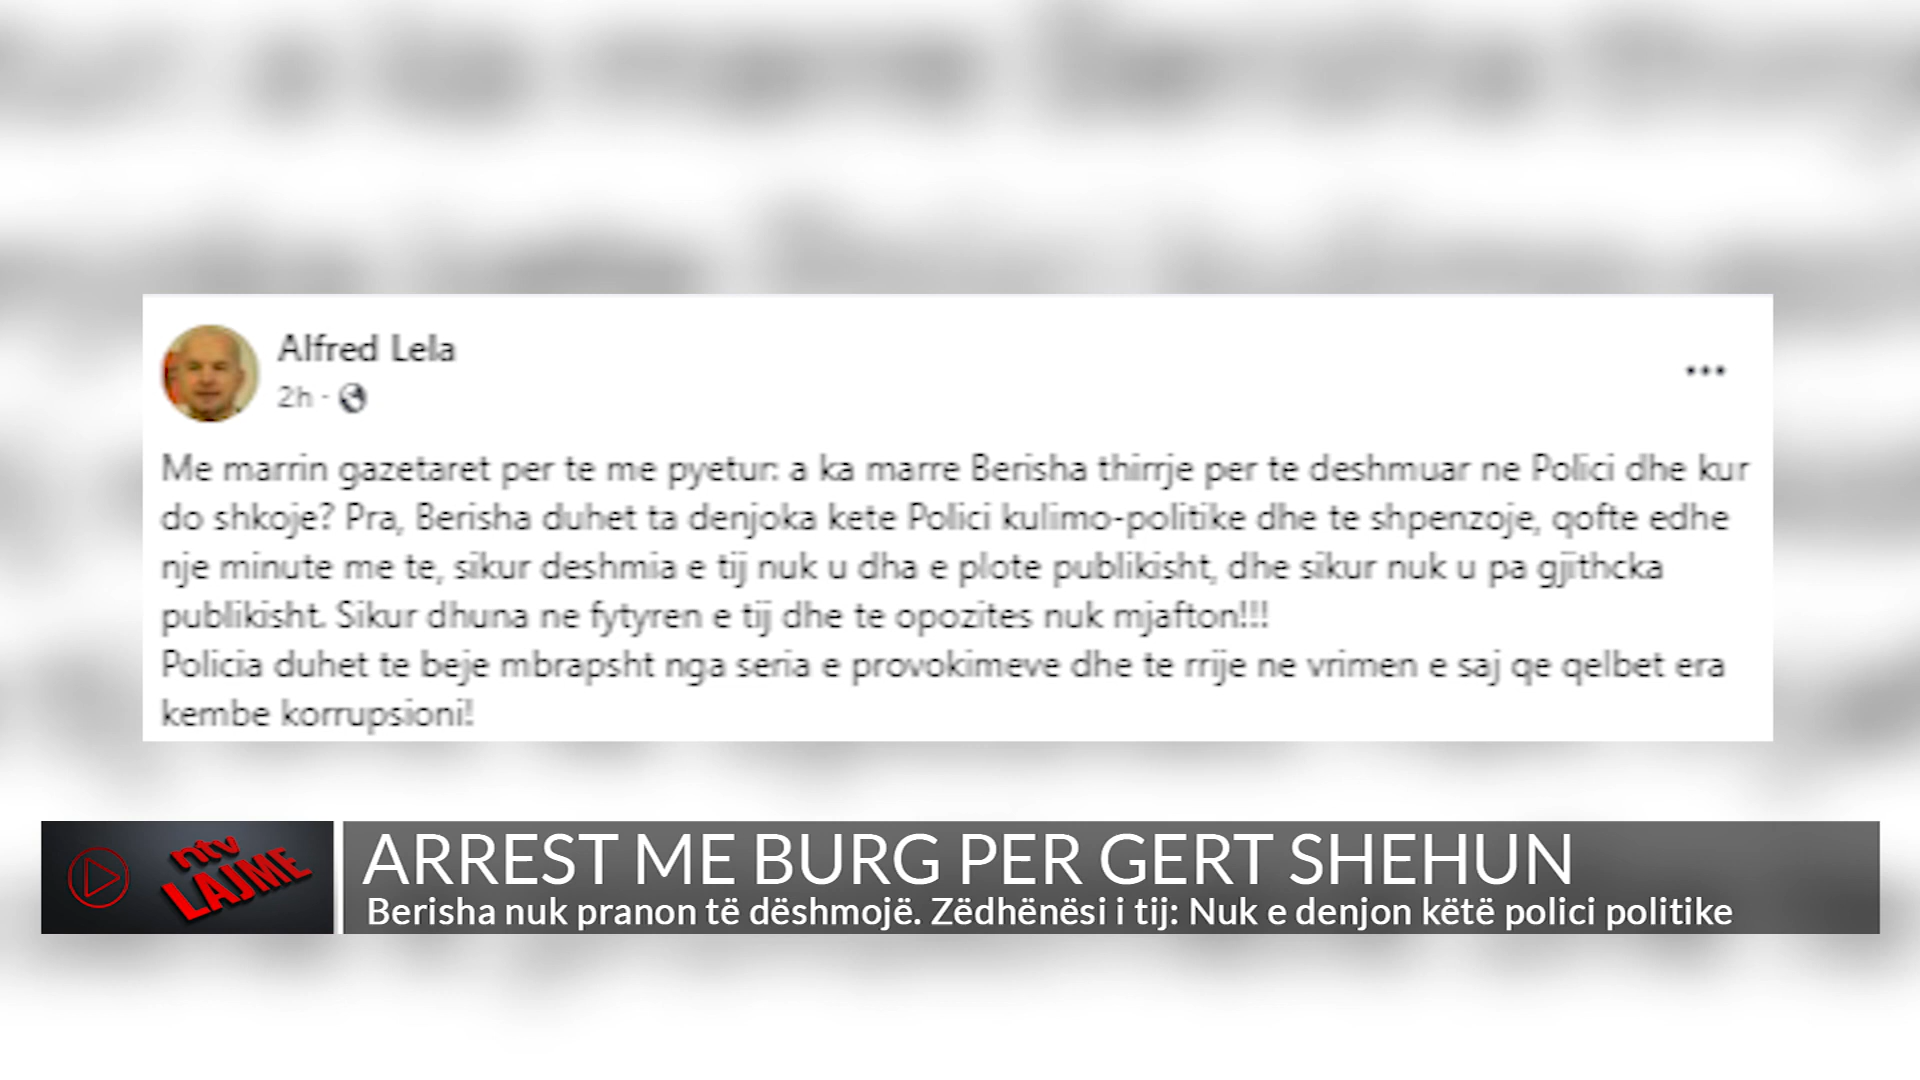 Alfred Lela
2h ·
Me marrin gazetaret per te me pyetur: a ka marre Berisha thirrje per te deshmuar ne Polici dhe kur
do shkoje? Pra, Berisha duhet ta denjoka kete Polici kulimo-politike dhe te shpenzoje, qofte edhe
nje minute me te, sikur deshmia e tij nuk u dha e plote publikisht, dhe sikur nuk u pa gjithcka
publikisht. Sikur dhuna ne fytyren e tij dhe te opozites nuk mjafton!!!
Policia duhet te beje mbrapsht nga seria e provokimeve dhe te rrije ne vrimen e saj qe qelbet era
kembe korrupsioni!
ntv
LAJME
ARREST ME BURG PER GERT SHEHUN
Berisha nuk pranon të dëshmojë. Zëdhënësi i tij: Nuk e denjon këtë polici politike